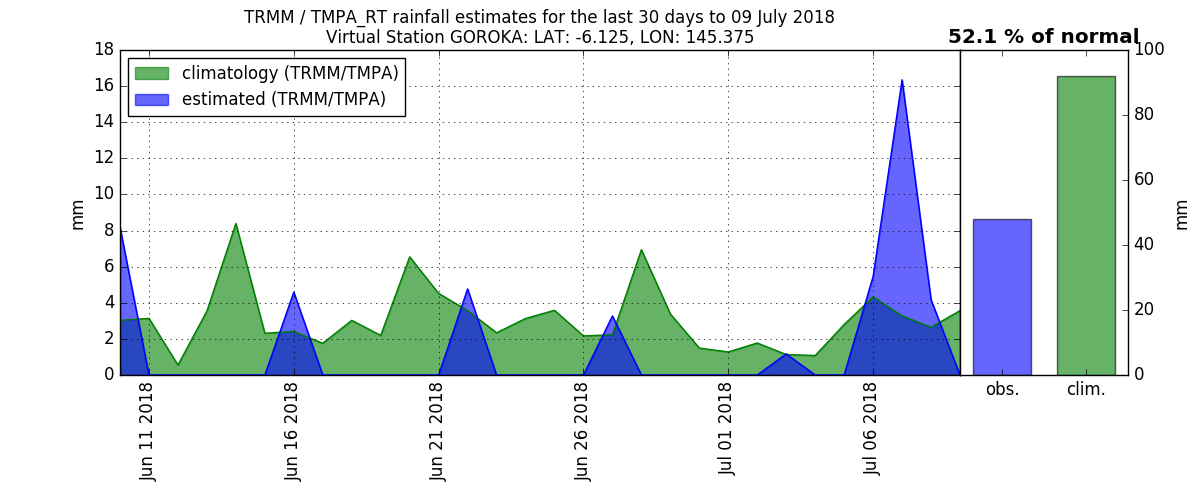 TRMM / TMPA_RT rainfall estimates for the last 30 days to 09 July 2018
Virtual Station GOROKA: LAT: -6.125, LON: 145.375
52.1 % of normal
climatology (TRMM/TMPA)
estimated (TRMM/TMPA)
mm
18
16
14
12
10
8
6
4
2
0
Jun 11 2018
Jun 16 2018
Jun 21 2018
Jun 26 2018
Jul 01 2018
Jul 06 2018
obs.
clim.
100
80
60
40
20
0
mm